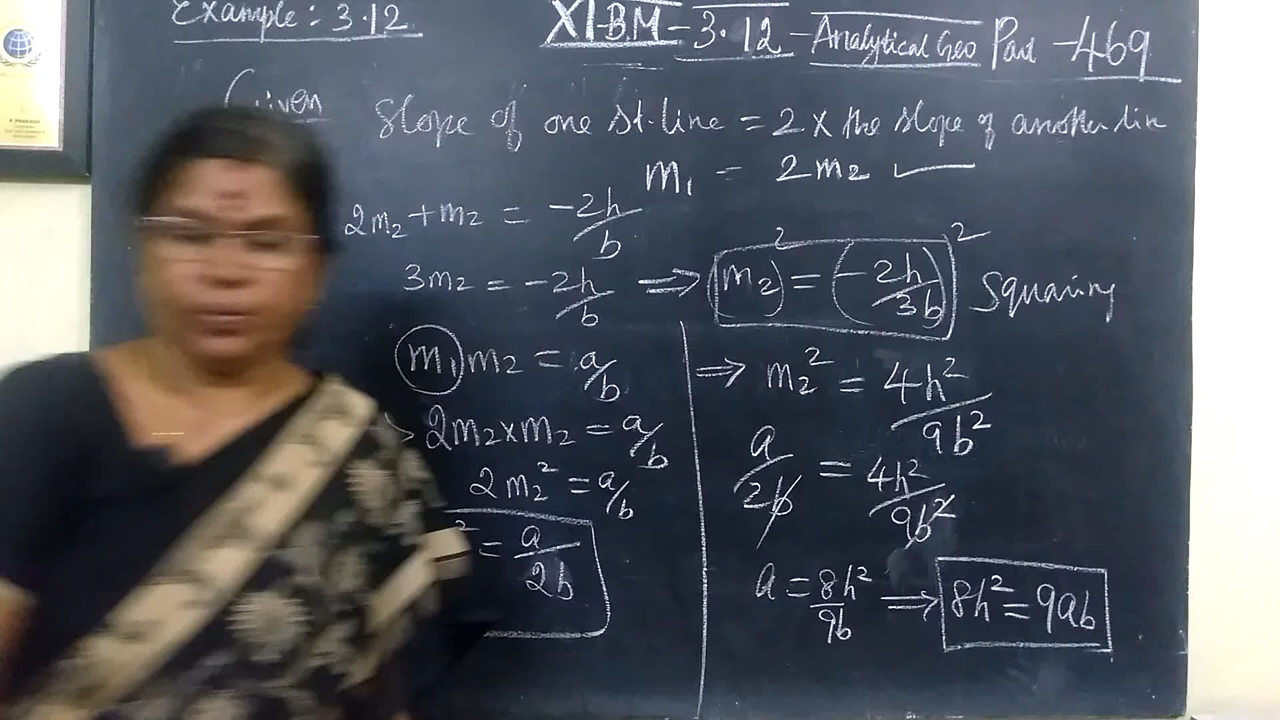 Example: 3.12
XI-BM-3.12-Analytical Geo Part -469
Given
Slope of one st.line = 2 x the slope of another line
m₁ = 2m₂
2m₂ + m₂ = -2h/b
3m₂ = -2h/b ⟹ (m₂)² = (-2h/3b)² Squaring
m₁m₂ = a/b
2m₂×m₂ = a/b
2m₂² = a/b
² = a/2b
⟹ m₂² = 4h²/9b²
a/2b = 4h²/9b²
a = 8h²/9b ⟹ 8h² = 9ab